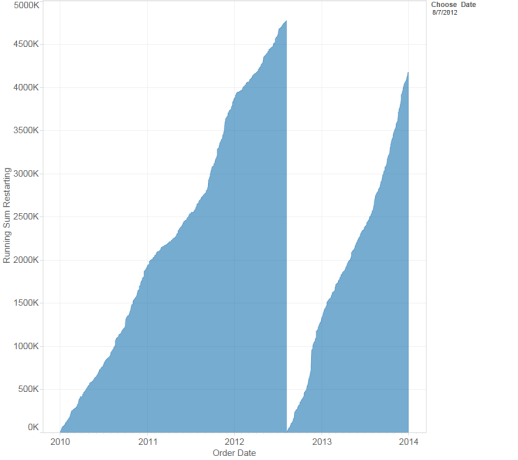 Choose Date
8/7/2012
5000K
4500K
4000K
3500K
3000K
2500K
2000K
1500K
1000K
500K
0K
Running Sum Restarting
2010 2011 2012 2013 2014
Order Date